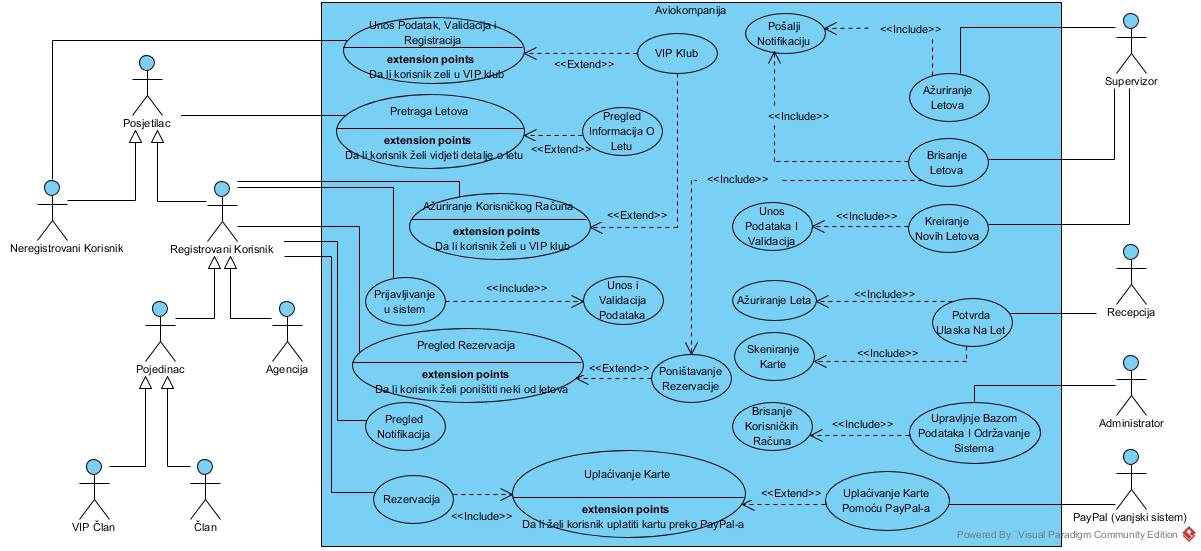 Aviokompanija
Unos Podatak, Validacija i
Registracija
extension points
Da li korisnik zeli u VIP klub
<<Extend>>
VIP Klub
Pošalji
Notifikaciju
<<Include>>
Ažuriranje
Letova
Supervizor
Posjetilac
Pretraga Letova
extension points
Da li korisnik želi vidjeti detalje o letu
<<Extend>>
Pregled
Informacija O
Letu
<<Include>>
Brisanje
Letova
<<Include>>
Neregistrovani Korisnik
Registrovani Korisnik
Ažuriranje Korisničkog Računa
extension points
Da li korisnik želi u VIP klub
<<Extend>>
Unos
Podataka I
Validacija
<<Include>>
Kreiranje
Novih Letova
Prijavljivanje
u sistem
<<Include>>
Unos i
Validacija
Podataka
Ažuriranje Leta
<<Include>>
Potvrda
Ulaska Na Let
Recepcija
Skeniranje
Karte
<<Include>>
Pojedinac
Agencija
Pregled Rezervacija
extension points
Da li korisnik želi poništiti neki od letova
<<Extend>>
Poništavanje
Rezervacije
Pregled
Notifikacija
Brisanje
Korisničkih
Računa
<<Include>>
Upravljnje Bazom
Podataka I Održavanje
Sistema
Administrator
VIP Član
Član
Rezervacija
<<Include>>
Uplaćivanje Karte
extension points
Da li želi korisnik uplatiti kartu preko PayPal-a
<<Extend>>
Uplaćivanje Karte
Pomoću PayPal-a
PayPal (vanjski sistem)
Powered By Visual Paradigm Community Edition